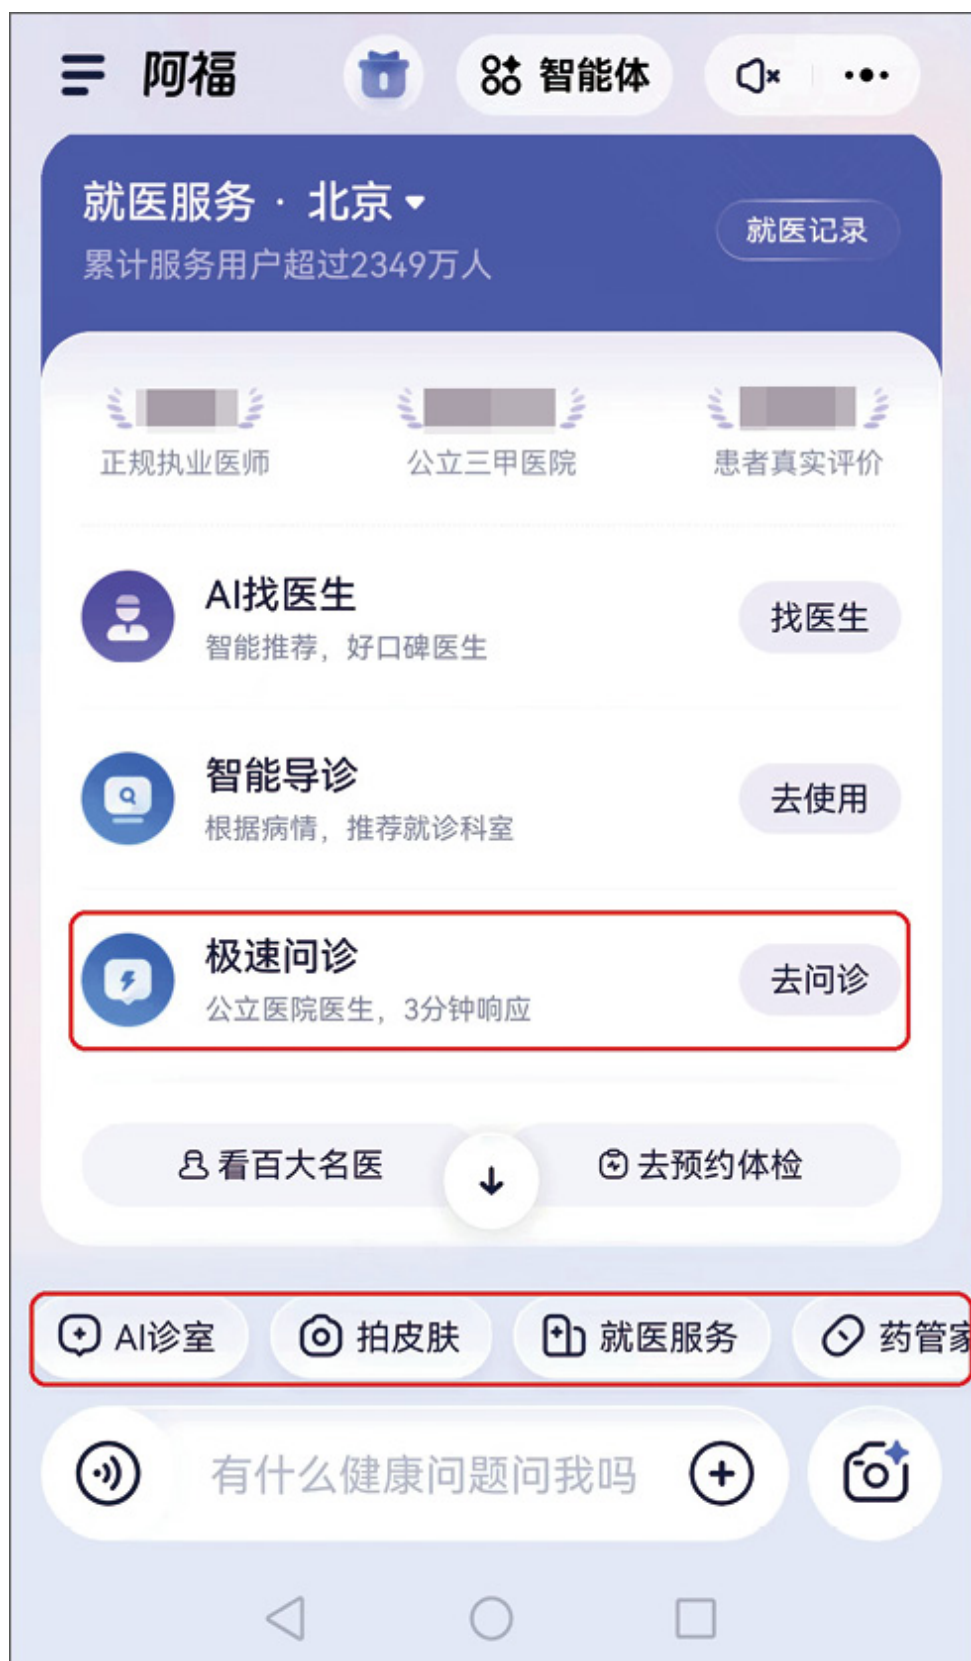 阿福
智能体
就医服务 · 北京
就医记录
累计服务用户超过2349万人
正规执业医师 公立三甲医院 患者真实评价
AI找医生
智能推荐，好口碑医生
找医生
智能导诊
根据病情，推荐就诊科室
去使用
极速问诊
公立医院医生，3分钟响应
去问诊
看百大名医 去预约体检
AI诊室 拍皮肤 就医服务 药管家
有什么健康问题问我吗